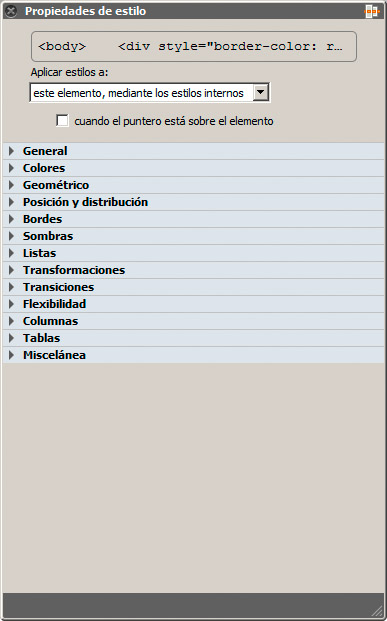 Propiedades de estilo
<body> <div style="border-color: r...
Aplicar estilos a:
este elemento, mediante los estilos internos
cuando el puntero está sobre el elemento
General
Colores
Geométrico
Posición y distribución
Bordes
Sombras
Listas
Transformaciones
Transiciones
Flexibilidad
Columnas
Tablas
Miscelánea